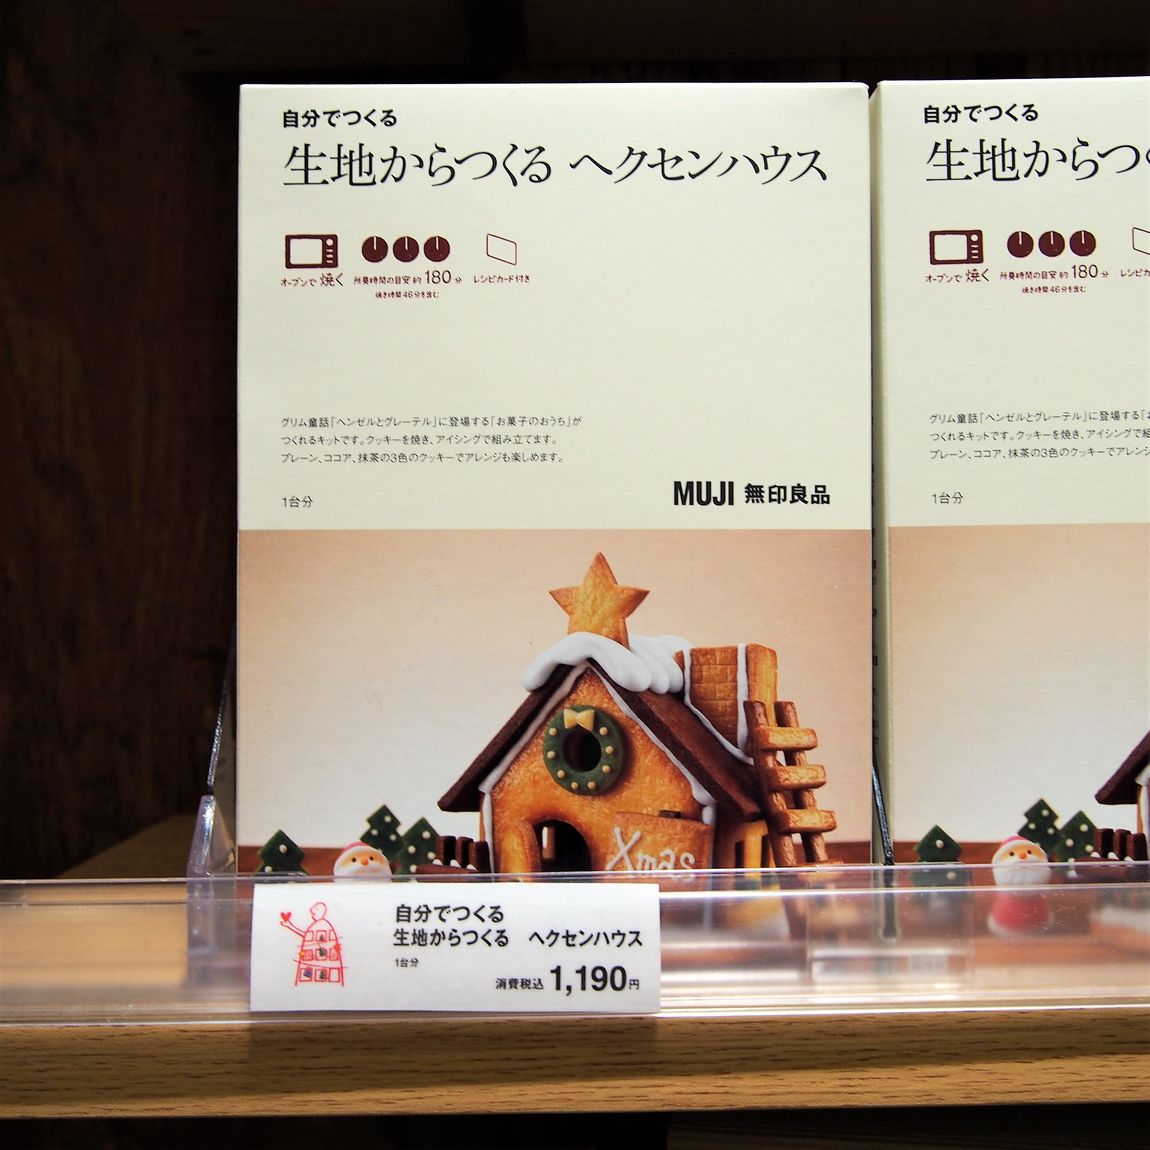 自分でつくる
生地からつくる ヘクセンハウス
オーブンで 焼く
所要時間の目安 約 180 分
焼き時間 46分を含む
レシピカード付き
グリム童話「ヘンゼルとグレーテル」に登場する「お菓子のおうち」が
つくれるキットです。クッキーを焼き、アイシングで組み立てます。
プレーン、ココア、抹茶の3色のクッキーでアレンジも楽しめます。
1台分
MUJI 無印良品
Xmas
自分でつくる
生地からつく
オーブンで 焼く
所要時間の目安 約 180 分
焼き時間 46分を含む
レシピカ
グリム童話「ヘンゼルとグレーテル」に登場する「
つくれるキットです。クッキーを焼き、アイシングで組
プレーン、ココア、抹茶の3色のクッキーでアレンジ
1台分
自分でつくる
生地からつくる ヘクセンハウス
1台分
消費税込 1,190円